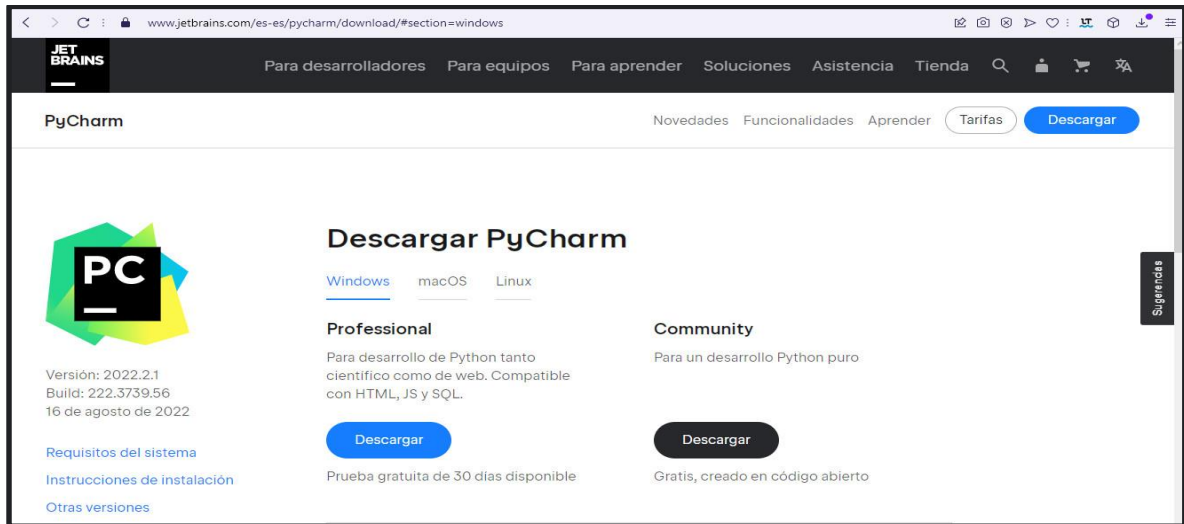 www.jetbrains.com/es-es/pycharm/download/#section=windows
JET
BRAINS
Para desarrolladores Para equipos Para aprender Soluciones Asistencia Tienda
PyCharm
Novedades Funcionalidades Aprender Tarifas Descargar
PC
Versión: 2022.2.1
Build: 222.3739.56
16 de agosto de 2022
Requisitos del sistema
Instrucciones de instalación
Otras versiones
Descargar PyCharm
Windows macOS Linux
Professional
Para desarrollo de Python tanto
científico como de web. Compatible
con HTML, JS y SQL.
Descargar
Prueba gratuita de 30 días disponible
Community
Para un desarrollo Python puro
Descargar
Gratis, creado en código abierto
Sugerencias